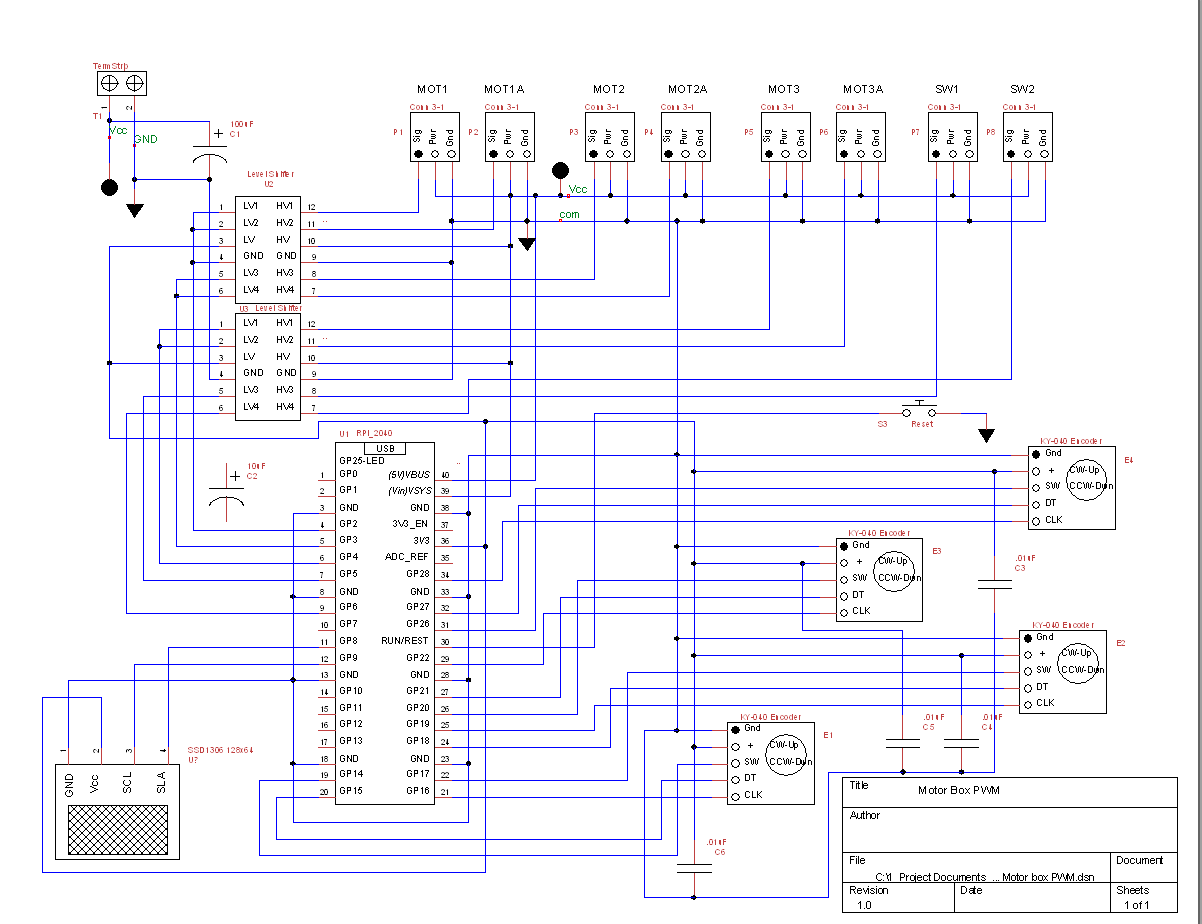 TermStrip
1 2
T1
Vcc
GND
100uF
C1
MOT1 MOT1A MOT2 MOT2A MOT3 MOT3A SW1 SW2
Conn 3-1 Conn 3-1 Conn 3-1 Conn 3-1 Conn 3-1 Conn 3-1 Conn 3-1 Conn 3-1
P1 P2 P3 P4 P5 P6 P7 P8
Sig Pwr Gnd Sig Pwr Gnd Sig Pwr Gnd Sig Pwr Gnd Sig Pwr Gnd Sig Pwr Gnd Sig Pwr Gnd Sig Pwr Gnd
Vcc
com
Level Shifter
U2
1 LV1 HV1 12
2 LV2 HV2 11
3 LV HV 10
4 GND GND 9
5 LV3 HV3 8
6 LV4 HV4 7
U3 Level Shifter
1 LV1 HV1 12
2 LV2 HV2 11
3 LV HV 10
4 GND GND 9
5 LV3 HV3 8
6 LV4 HV4 7
S3 Reset
10uF
C2
U1 RPI_2040
USB
GP25-LED
1 GP0 (5V)VBUS 40
2 GP1 (Vin)VSYS 39
3 GND GND 38
4 GP2 3V3_EN 37
5 GP3 3V3 36
6 GP4 ADC_REF 35
7 GP5 GP28 34
8 GND GND 33
9 GP6 GP27 32
10 GP7 GP26 31
11 GP8 RUN/REST 30
12 GP9 GP22 29
13 GND GND 28
14 GP10 GP21 27
15 GP11 GP20 26
16 GP12 GP19 25
17 GP13 GP18 24
18 GND GND 23
19 GP14 GP17 22
20 GP15 GP16 21
KY-040 Encoder
E4
Gnd
+ CW-Up
SW CCW-Dwn
DT
CLK
KY-040 Encoder
E3
Gnd
+ CW-Up
SW CCW-Dwn
DT
CLK
.01uF
C3
KY-040 Encoder
E2
Gnd
+ CW-Up
SW CCW-Dwn
DT
CLK
.01uF
C5
.01uF
C4
KY-040 Encoder
E1
Gnd
+ CW-Up
SW CCW-Dwn
DT
CLK
.01uF
C6
1 2 3 4
SSD1306 128x64
U7
GND Vcc SCL SLA
Title
Motor Box PWM
Author
File
C:\1 Project Documents ... Motor box PWM.dsn
Document
Revision
1.0
Date
Sheets
1 of 1